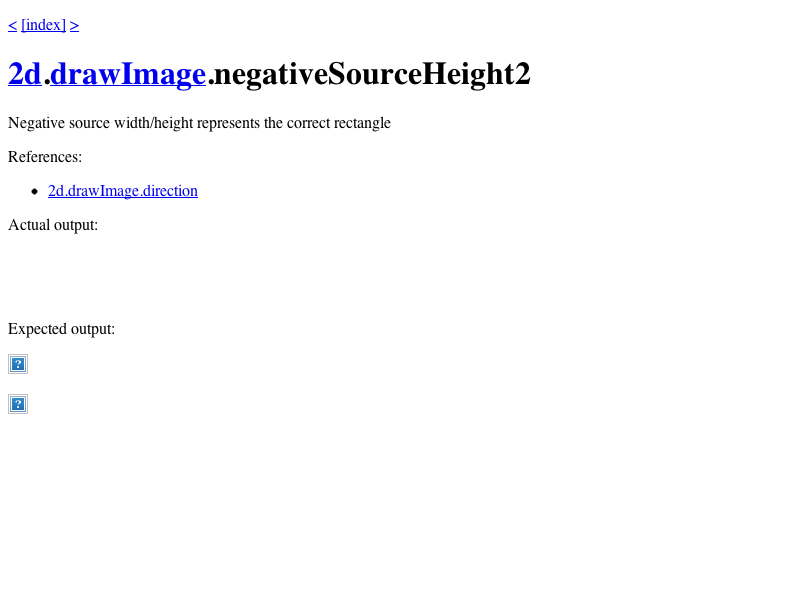 < [index] >
2d.drawImage.negativeSourceHeight2
Negative source width/height represents the correct rectangle
References:
2d.drawImage.direction
Actual output:
Expected output:
?
?